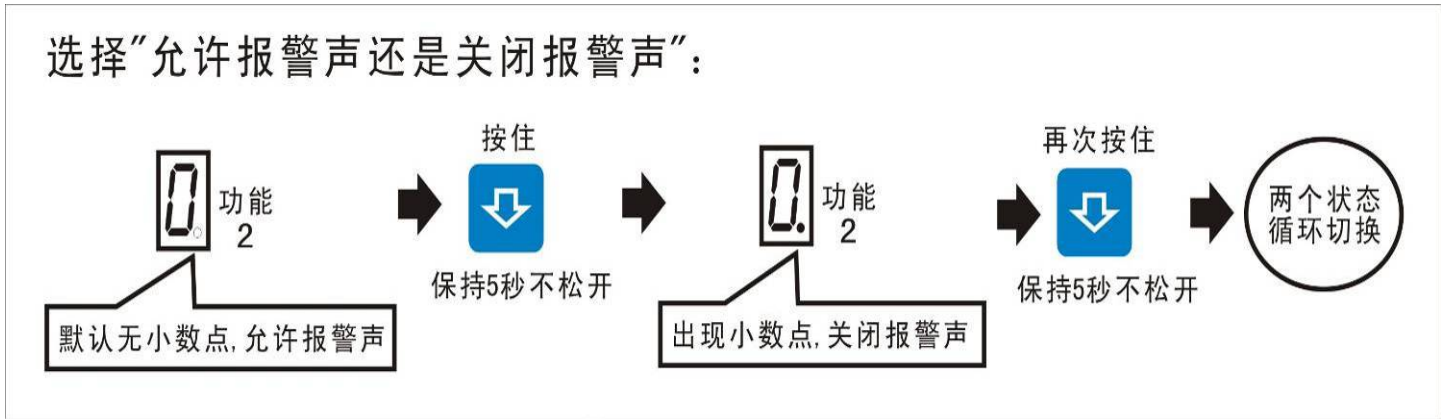 选择"允许报警声还是关闭报警声"：
按住
再次按住
0
功能
2
0.
功能
2
两个状态
循环切换
保持5秒不松开
保持5秒不松开
默认无小数点,允许报警声
出现小数点,关闭报警声